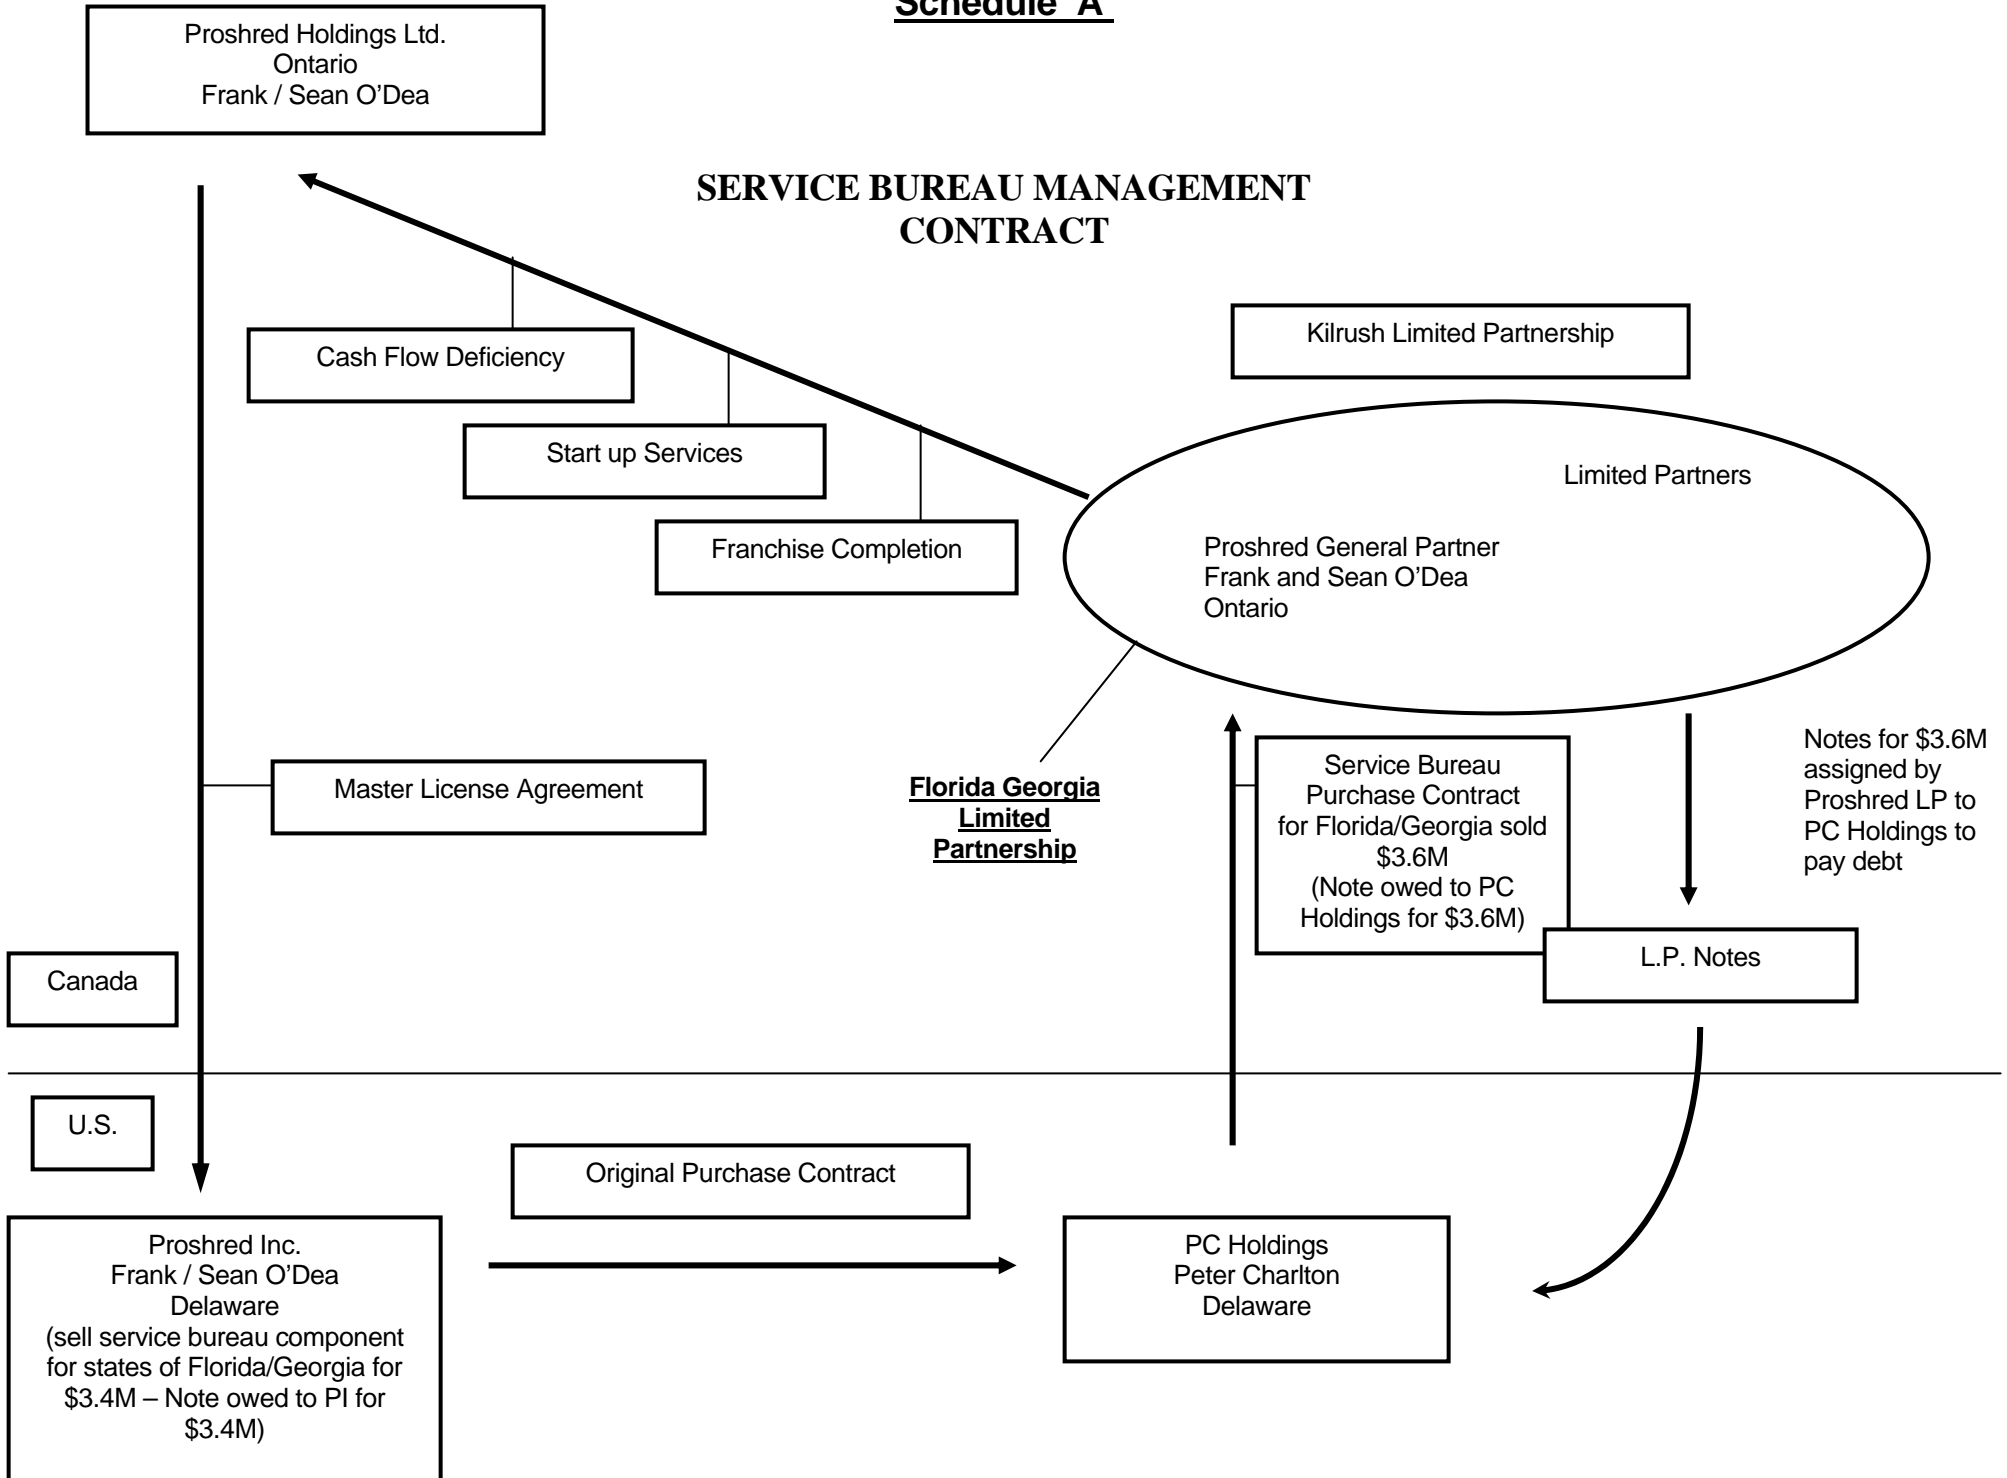 Schedule "A"
Proshred Holdings Ltd.
Ontario
Frank / Sean O’Dea
SERVICE BUREAU MANAGEMENT
CONTRACT
Cash Flow Deficiency
Start up Services
Franchise Completion
Kilrush Limited Partnership
Limited Partners
Proshred General Partner
Frank and Sean O’Dea
Ontario
Master License Agreement
Florida Georgia
Limited
Partnership
Service Bureau
Purchase Contract
for Florida/Georgia sold
$3.6M
(Note owed to PC
Holdings for $3.6M)
Notes for $3.6M
assigned by
Proshred LP to
PC Holdings to
pay debt
L.P. Notes
Canada
U.S.
Original Purchase Contract
Proshred Inc.
Frank / Sean O’Dea
Delaware
(sell service bureau component
for states of Florida/Georgia for
$3.4M – Note owed to PI for
$3.4M)
PC Holdings
Peter Charlton
Delaware